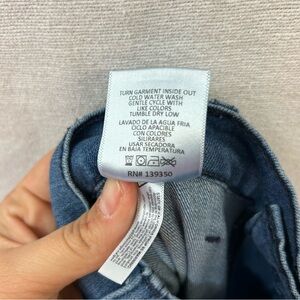 TURN GARMENT INSIDE OUT
COLD WATER WASH
GENTLE CYCLE WITH
LIKE COLORS
TUMBLE DRY LOW
LAVADO DE LA AGUA FRIA
CICLO APACIBLE
CON COLORES
SILIRARES
USAR SECADORA
EN BAJA TEMPERATURA
RN# 139350